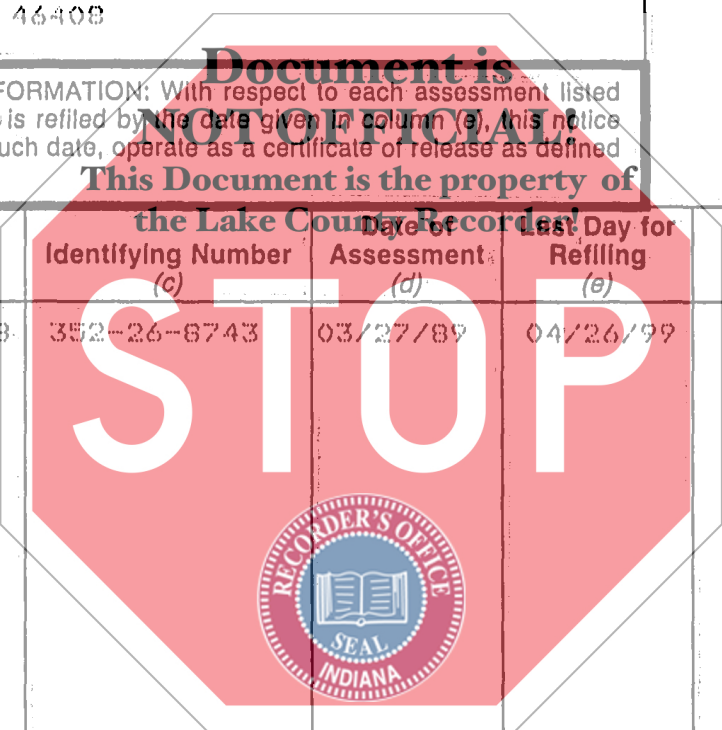 46408
Document is
NOT OFFICIAL!
This Document is the property of
the Lake County Recorder!
FORMATION: With respect to each assessment listed
is refiled by the date given in column (e), this notice
uch date, operate as a certificate of release as defined
Identifying Number
(c)
Date of
Assessment
(d)
Last Day for
Refiling
(e)
03/27/89
04/26/99
STOP
RECORDER'S OFFICE
SEAL
INDIANA